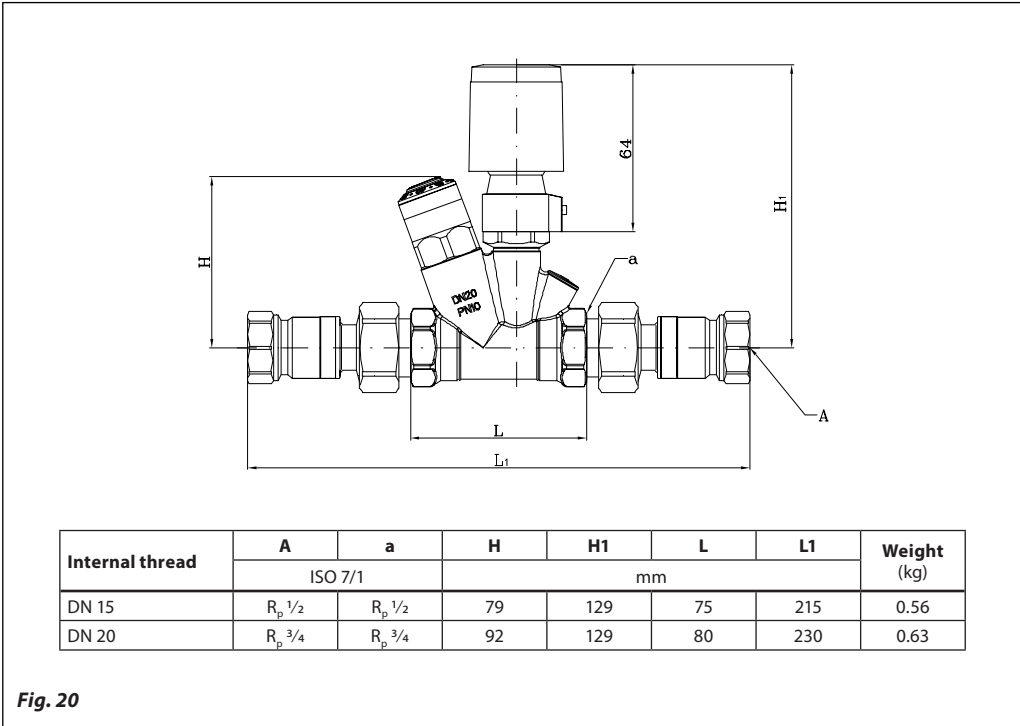 64
H1
H
a
DN20
PN10
A
L
L1
Internal thread A a H H1 L L1 Weight (kg)
ISO 7/1 mm
DN 15 Rp 1/2 Rp 1/2 79 129 75 215 0.56
DN 20 Rp 3/4 Rp 3/4 92 129 80 230 0.63
Fig. 20